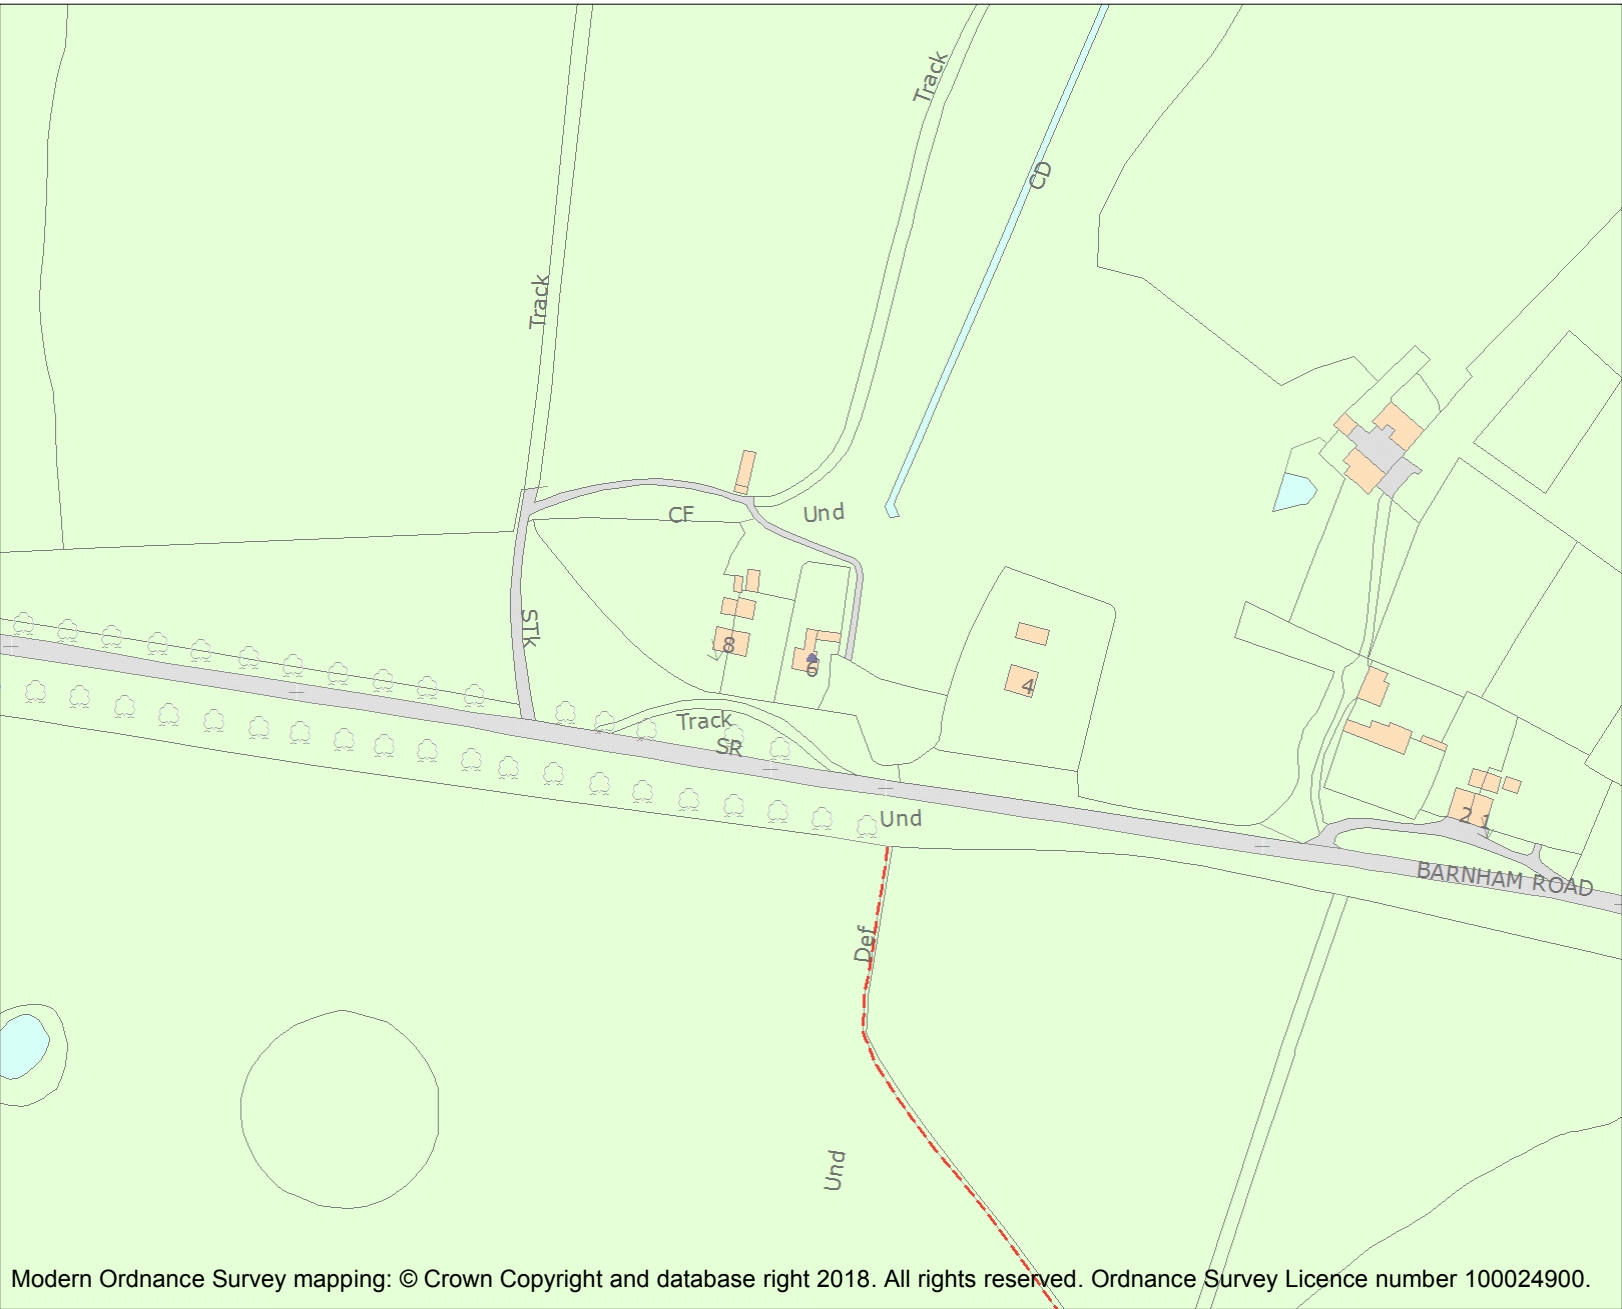 Track
CD
Track
CF
Und
STk
8
6
4
Track
SR
Und
2 1
BARNHAM ROAD
Def
Und
Modern Ordnance Survey mapping: © Crown Copyright and database right 2018. All rights reserved. Ordnance Survey Licence number 100024900.